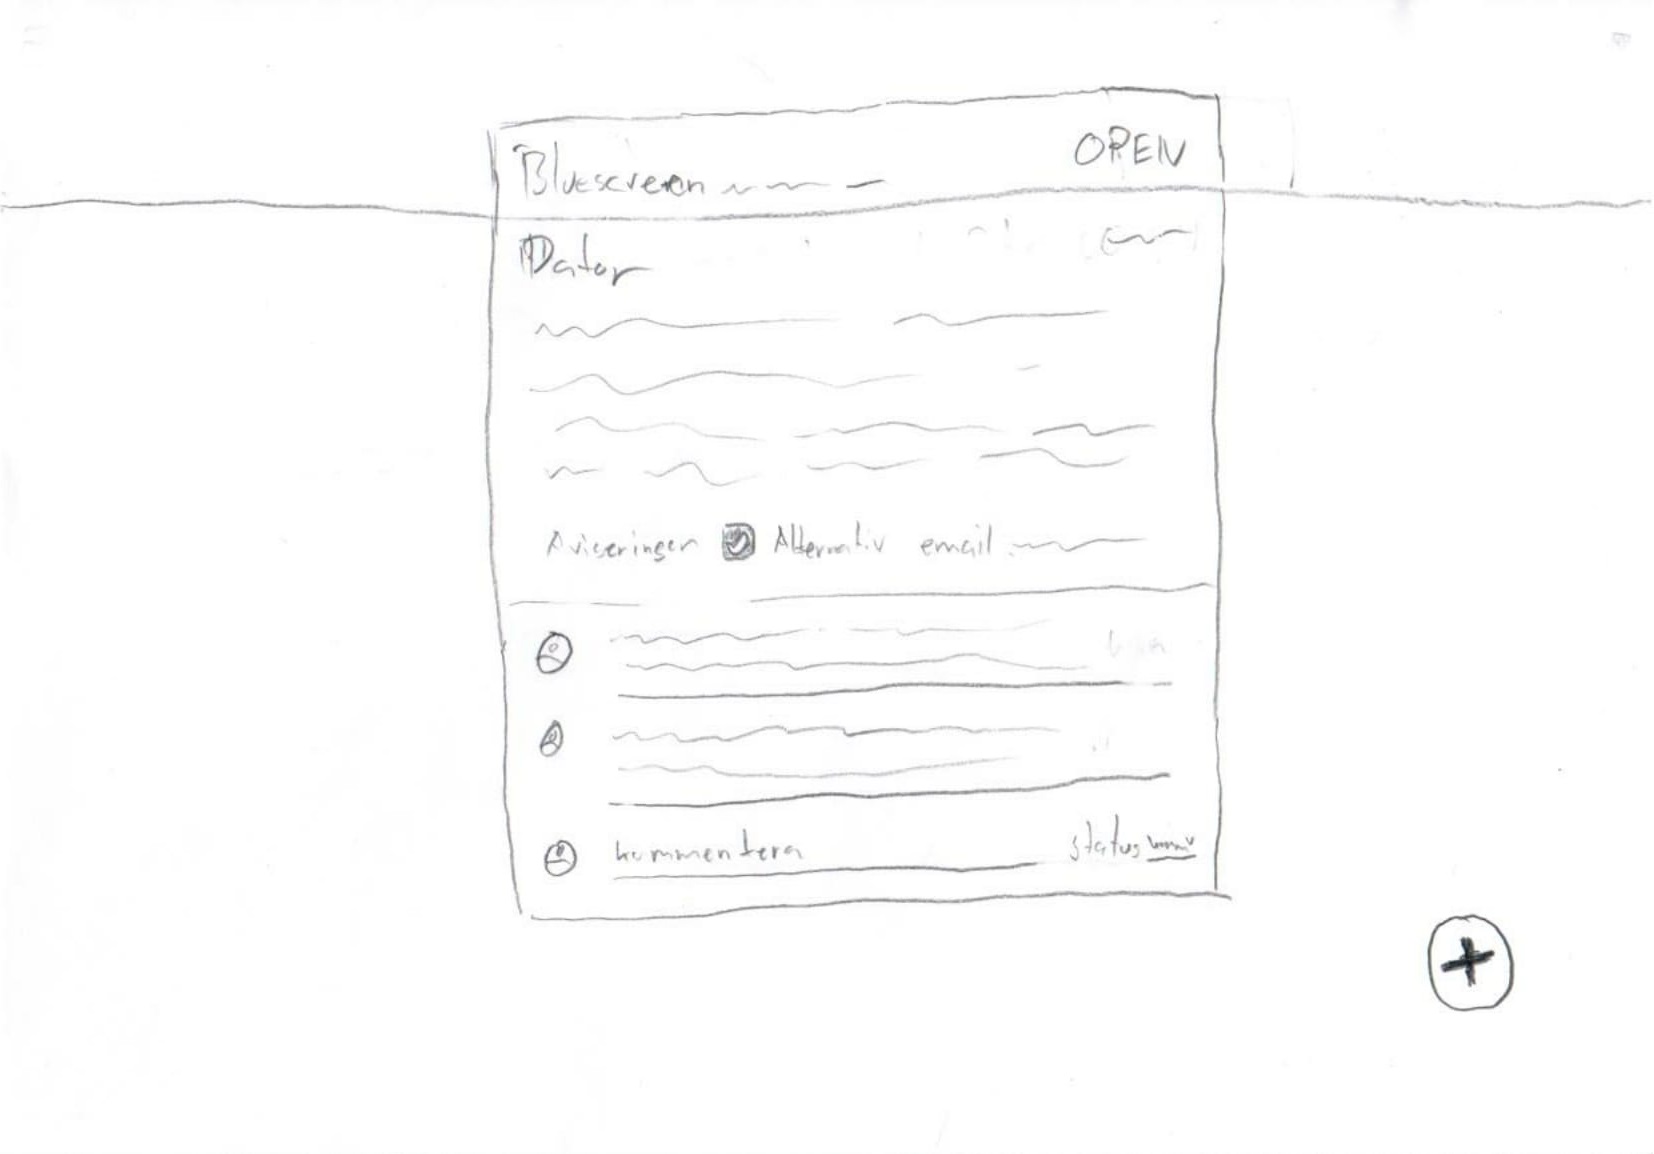 Bluescreen
OPEN
Dator
Aviseringar Alternativ email
kommentera
status